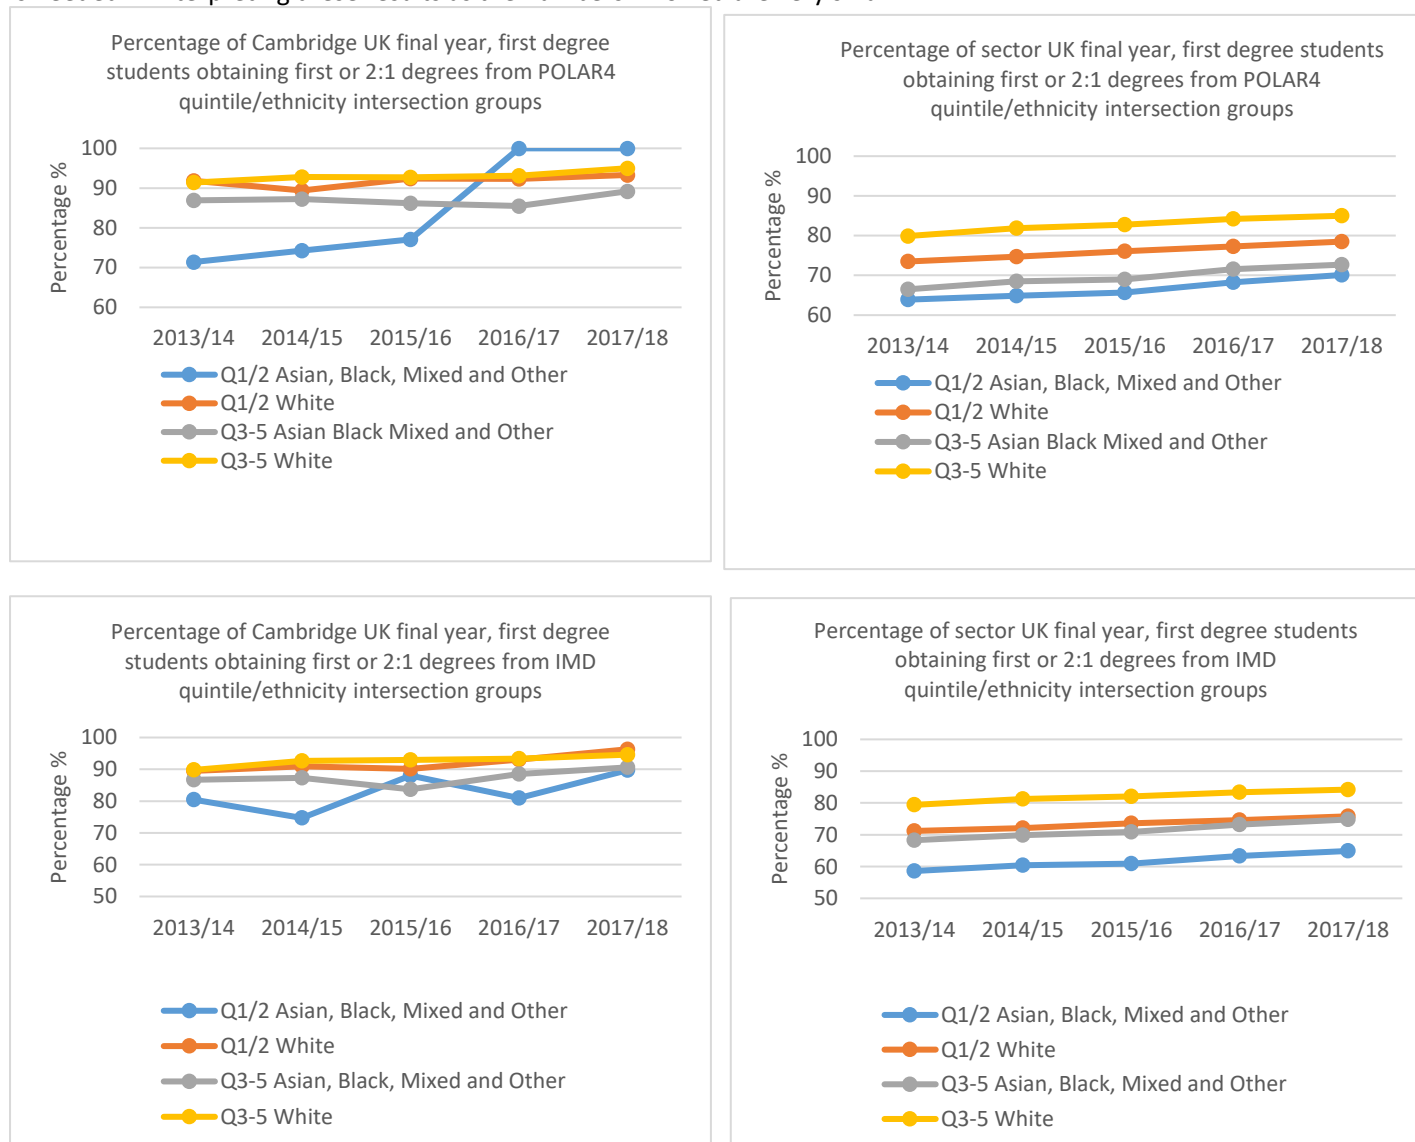 Percentage of Cambridge UK final year, first degree
students obtaining first or 2:1 degrees from POLAR4
quintile/ethnicity intersection groups
Percentage %
100
90
80
70
60
2013/14 2014/15 2015/16 2016/17 2017/18
Q1/2 Asian, Black, Mixed and Other
Q1/2 White
Q3-5 Asian Black Mixed and Other
Q3-5 White
Percentage of sector UK final year, first degree students
obtaining first or 2:1 degrees from POLAR4
quintile/ethnicity intersection groups
Percentage %
100
90
80
70
60
2013/14 2014/15 2015/16 2016/17 2017/18
Q1/2 Asian, Black, Mixed and Other
Q1/2 White
Q3-5 Asian Black Mixed and Other
Q3-5 White
Percentage of Cambridge UK final year, first degree
students obtaining first or 2:1 degrees from IMD
quintile/ethnicity intersection groups
Percentage %
100
90
80
70
60
50
2013/14 2014/15 2015/16 2016/17 2017/18
Q1/2 Asian, Black, Mixed and Other
Q1/2 White
Q3-5 Asian, Black, Mixed and Other
Q3-5 White
Percentage of sector UK final year, first degree students
obtaining first or 2:1 degrees from IMD
quintile/ethnicity intersection groups
Percentage %
100
90
80
70
60
50
2013/14 2014/15 2015/16 2016/17 2017/18
Q1/2 Asian, Black, Mixed and Other
Q1/2 White
Q3-5 Asian, Black, Mixed and Other
Q3-5 White